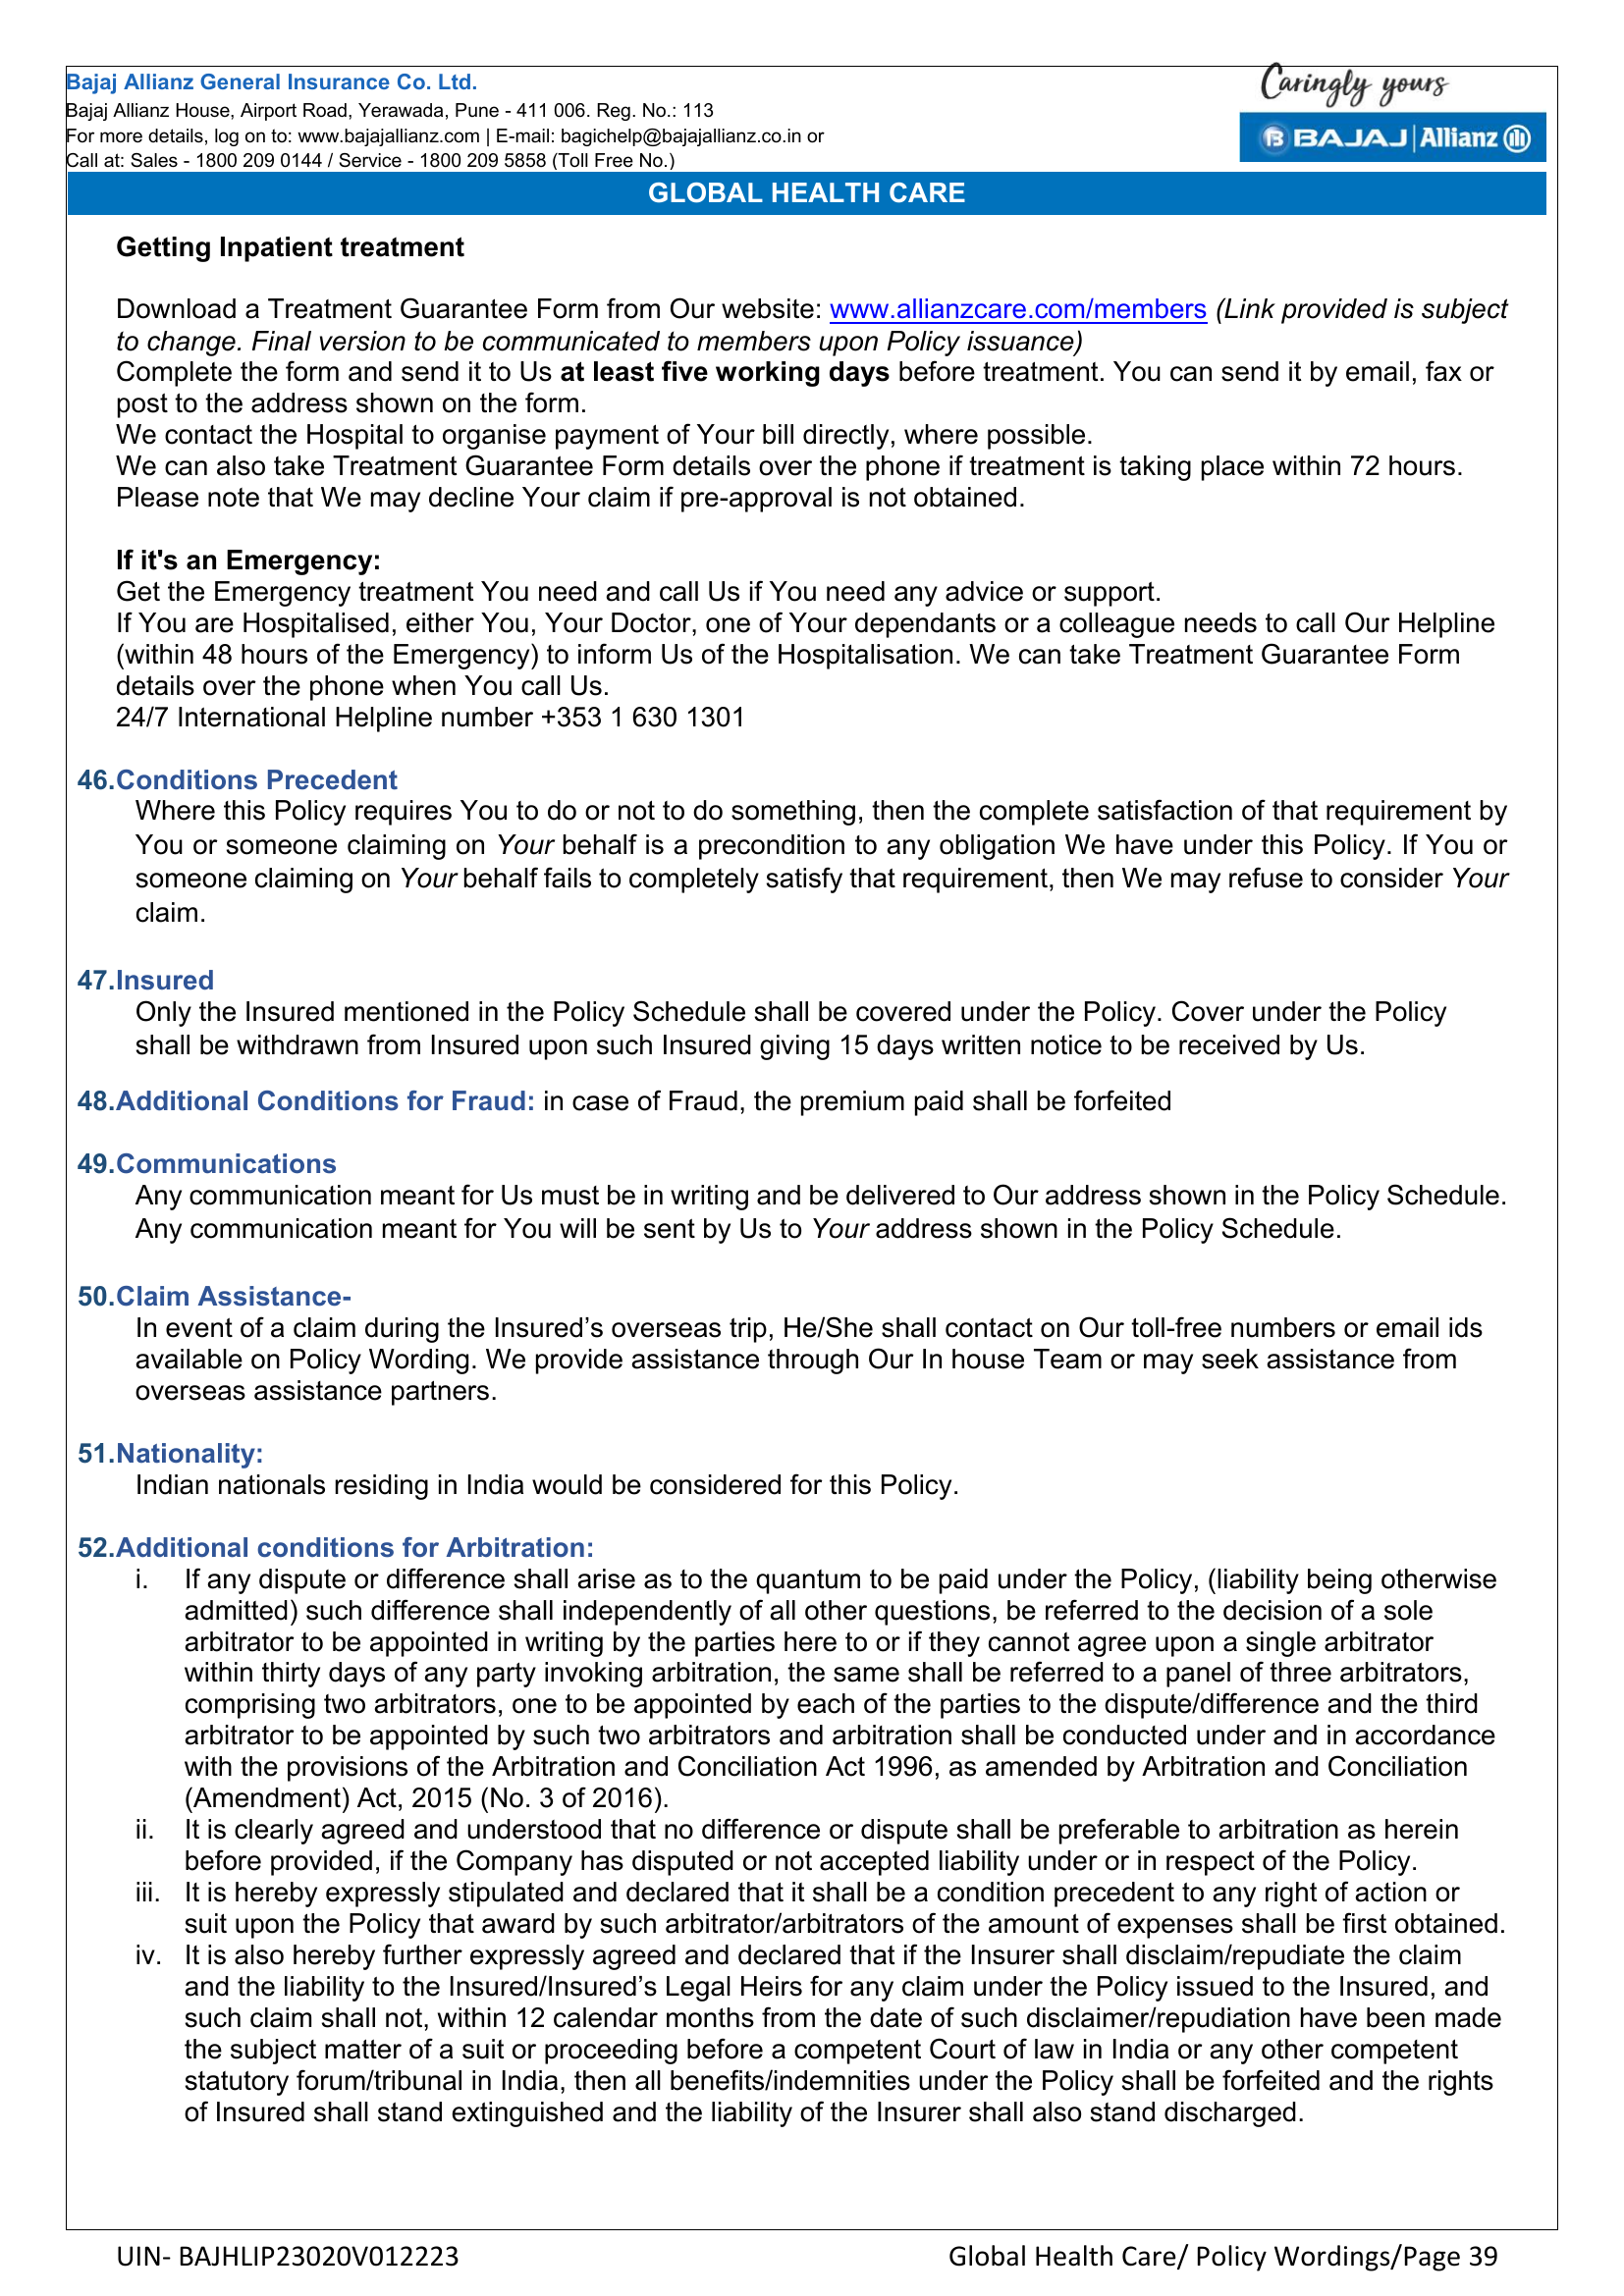 Bajaj Allianz General Insurance Co. Ltd.
Bajaj Allianz House, Airport Road, Yerawada, Pune - 411 006. Reg. No.: 113
For more details, log on to: www.bajajallianz.com | E-mail: bagichelp@bajajallianz.co.in or
Call at: Sales - 1800 209 0144 / Service - 1800 209 5858 (Toll Free No.)
Caringly yours
B BAJAJ | Allianz
GLOBAL HEALTH CARE
Getting Inpatient treatment
Download a Treatment Guarantee Form from Our website: www.allianzcare.com/members (Link provided is subject
to change. Final version to be communicated to members upon Policy issuance)
Complete the form and send it to Us at least five working days before treatment. You can send it by email, fax or
post to the address shown on the form.
We contact the Hospital to organise payment of Your bill directly, where possible.
We can also take Treatment Guarantee Form details over the phone if treatment is taking place within 72 hours.
Please note that We may decline Your claim if pre-approval is not obtained.
If it's an Emergency:
Get the Emergency treatment You need and call Us if You need any advice or support.
If You are Hospitalised, either You, Your Doctor, one of Your dependants or a colleague needs to call Our Helpline
(within 48 hours of the Emergency) to inform Us of the Hospitalisation. We can take Treatment Guarantee Form
details over the phone when You call Us.
24/7 International Helpline number +353 1 630 1301
46.Conditions Precedent
Where this Policy requires You to do or not to do something, then the complete satisfaction of that requirement by
You or someone claiming on Your behalf is a precondition to any obligation We have under this Policy. If You or
someone claiming on Your behalf fails to completely satisfy that requirement, then We may refuse to consider Your
claim.
47.Insured
Only the Insured mentioned in the Policy Schedule shall be covered under the Policy. Cover under the Policy
shall be withdrawn from Insured upon such Insured giving 15 days written notice to be received by Us.
48.Additional Conditions for Fraud: in case of Fraud, the premium paid shall be forfeited
49.Communications
Any communication meant for Us must be in writing and be delivered to Our address shown in the Policy Schedule.
Any communication meant for You will be sent by Us to Your address shown in the Policy Schedule.
50.Claim Assistance-
In event of a claim during the Insured’s overseas trip, He/She shall contact on Our toll-free numbers or email ids
available on Policy Wording. We provide assistance through Our In house Team or may seek assistance from
overseas assistance partners.
51.Nationality:
Indian nationals residing in India would be considered for this Policy.
52.Additional conditions for Arbitration:
i. If any dispute or difference shall arise as to the quantum to be paid under the Policy, (liability being otherwise
admitted) such difference shall independently of all other questions, be referred to the decision of a sole
arbitrator to be appointed in writing by the parties here to or if they cannot agree upon a single arbitrator
within thirty days of any party invoking arbitration, the same shall be referred to a panel of three arbitrators,
comprising two arbitrators, one to be appointed by each of the parties to the dispute/difference and the third
arbitrator to be appointed by such two arbitrators and arbitration shall be conducted under and in accordance
with the provisions of the Arbitration and Conciliation Act 1996, as amended by Arbitration and Conciliation
(Amendment) Act, 2015 (No. 3 of 2016).
ii. It is clearly agreed and understood that no difference or dispute shall be preferable to arbitration as herein
before provided, if the Company has disputed or not accepted liability under or in respect of the Policy.
iii. It is hereby expressly stipulated and declared that it shall be a condition precedent to any right of action or
suit upon the Policy that award by such arbitrator/arbitrators of the amount of expenses shall be first obtained.
iv. It is also hereby further expressly agreed and declared that if the Insurer shall disclaim/repudiate the claim
and the liability to the Insured/Insured’s Legal Heirs for any claim under the Policy issued to the Insured, and
such claim shall not, within 12 calendar months from the date of such disclaimer/repudiation have been made
the subject matter of a suit or proceeding before a competent Court of law in India or any other competent
statutory forum/tribunal in India, then all benefits/indemnities under the Policy shall be forfeited and the rights
of Insured shall stand extinguished and the liability of the Insurer shall also stand discharged.
UIN- BAJHLIP23020V012223
Global Health Care/ Policy Wordings/Page 39